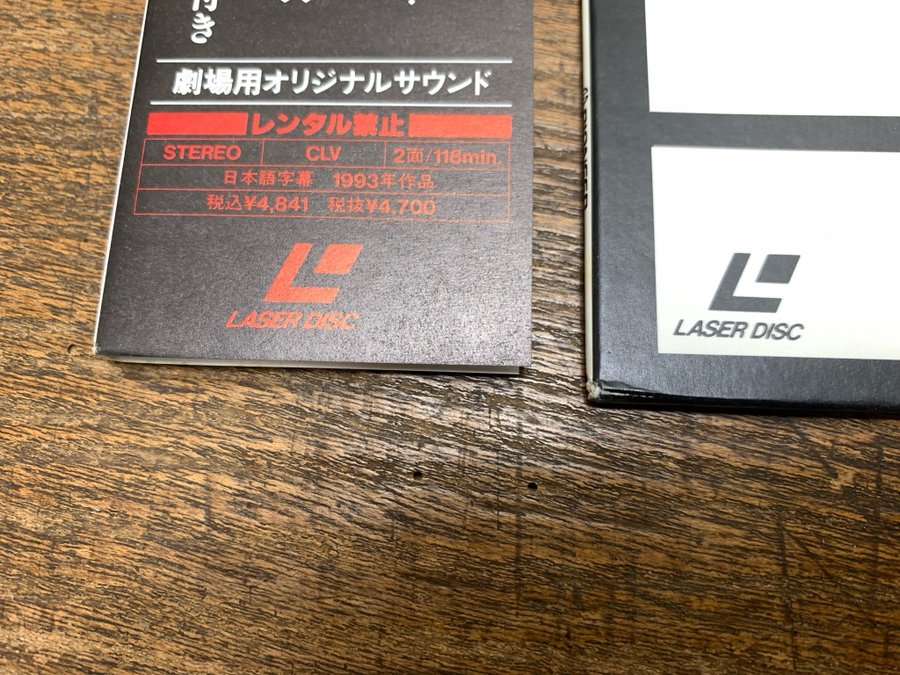 付き
劇場用オリジナルサウンド
レンタル禁止
STEREO CLV 2面/118min.
日本語字幕 1993年作品
税込¥4,841 税抜¥4,700
LASER DISC
LASER DISC